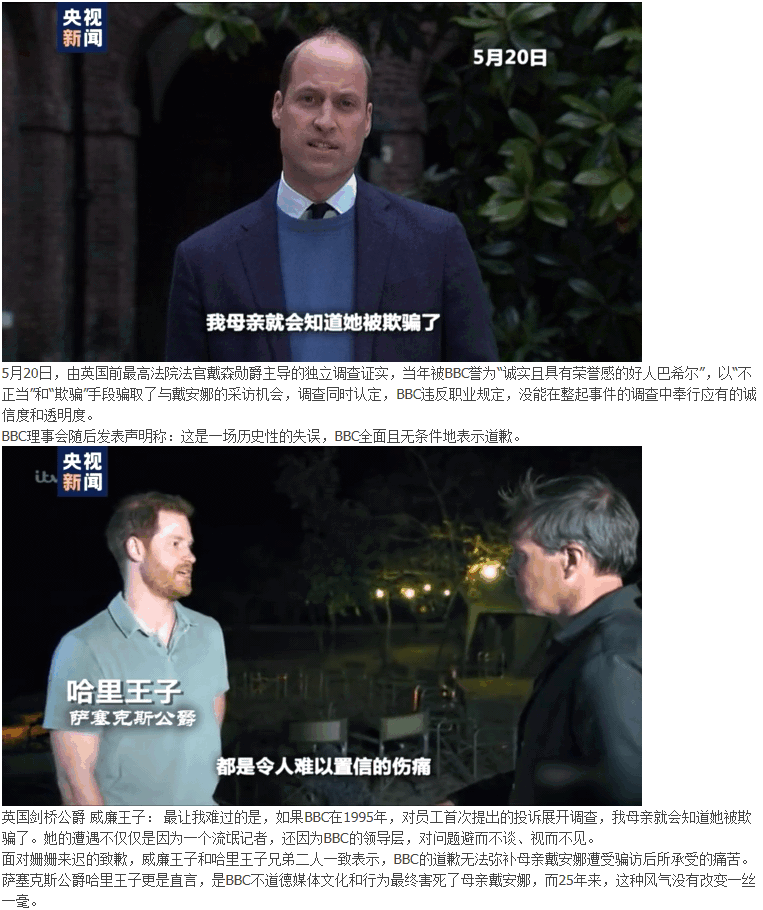 央视
新闻
5月20日
我母亲就会知道她被欺骗了
5月20日，由英国前最高法院法官戴森勋爵主导的独立调查证实，当年被BBC誉为“诚实且具有荣誉感的好人巴希尔”，以“不
正当”和“欺骗”手段骗取了与戴安娜的采访机会，调查同时认定，BBC违反职业规定，没能在整起事件的调查中奉行应有的诚
信度和透明度。
BBC理事会随后发表声明称：这是一场历史性的失误，BBC全面且无条件地表示道歉。
itv
央视
新闻
哈里王子
萨塞克斯公爵
都是令人难以置信的伤痛
英国剑桥公爵 威廉王子： 最让我难过的是，如果BBC在1995年，对员工首次提出的投诉展开调查，我母亲就会知道她被欺
骗了。她的遭遇不仅仅是因为一个流氓记者，还因为BBC的领导层，对问题避而不谈、视而不见。
面对姗姗来迟的致歉，威廉王子和哈里王子兄弟二人一致表示，BBC的道歉无法弥补母亲戴安娜遭受骗访后所承受的痛苦。
萨塞克斯公爵哈里王子更是直言，是BBC不道德媒体文化和行为最终害死了母亲戴安娜，而25年来，这种风气没有改变一丝
一毫。